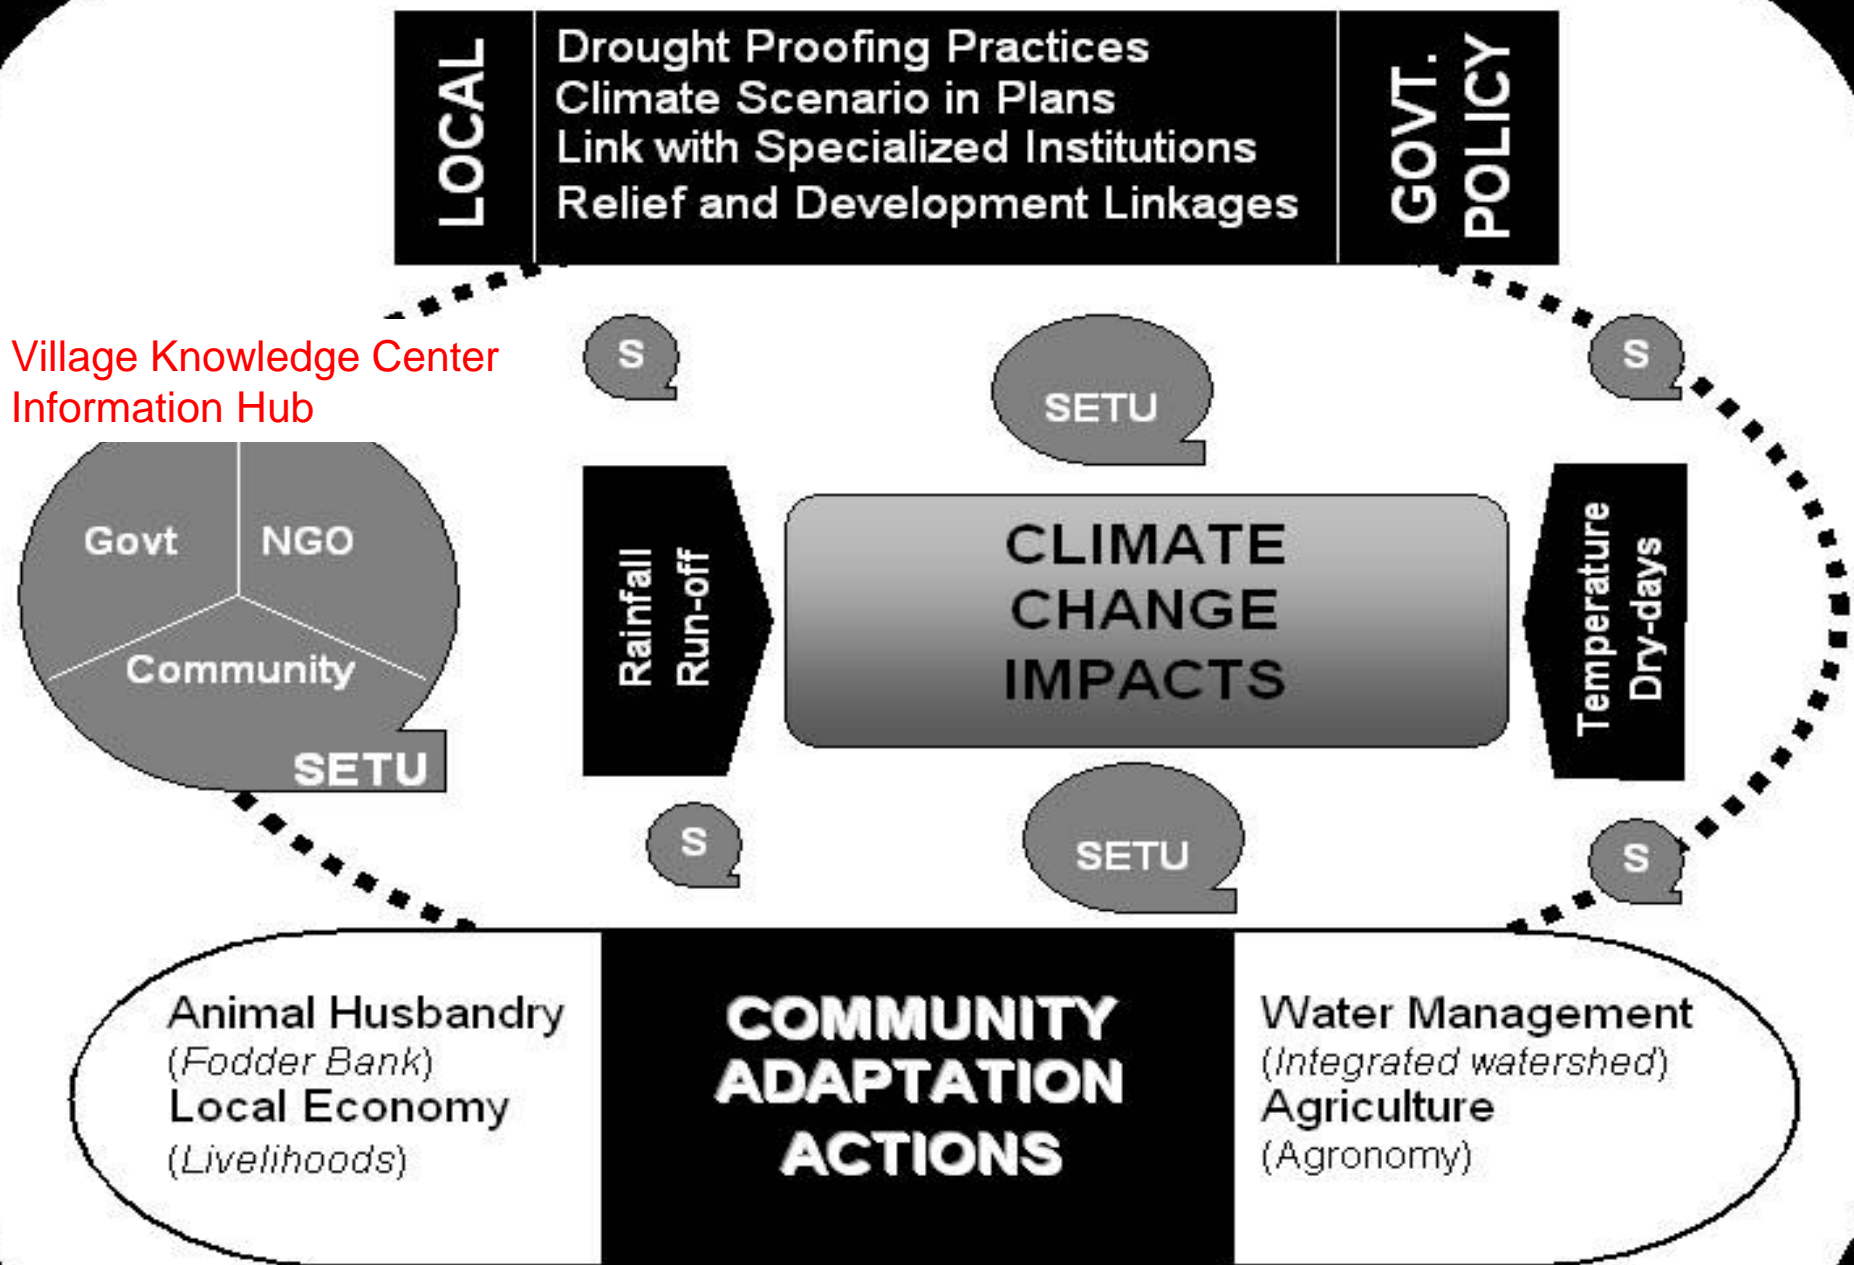 LOCAL
Drought Proofing Practices
Climate Scenario in Plans
Link with Specialized Institutions
Relief and Development Linkages
GOVT.
POLICY
Village Knowledge Center
Information Hub
S
SETU
S
Govt
NGO
Community
SETU
Rainfall
Run-off
CLIMATE
CHANGE
IMPACTS
Temperature
Dry-days
S
SETU
S
Animal Husbandry
(Fodder Bank)
Local Economy
(Livelihoods)
COMMUNITY
ADAPTATION
ACTIONS
Water Management
(Integrated watershed)
Agriculture
(Agronomy)